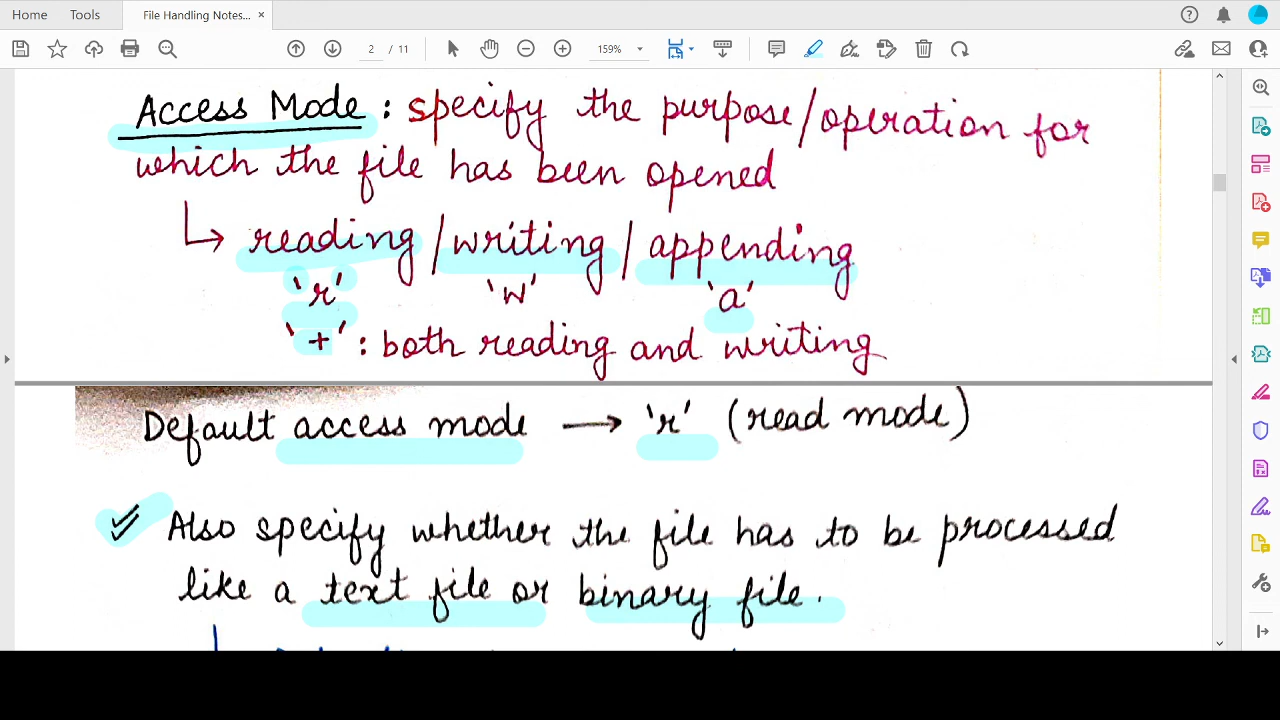 Home Tools File Handling Notes... ×
2 / 11 159%
Access Mode : specify the purpose/operation for
which the file has been opened
↳ reading / writing / appending
'r' 'w' 'a'
'+' : both reading and writing
Default access mode → 'r' (read mode)
Also specify whether the file has to be processed
like a text file or binary file.